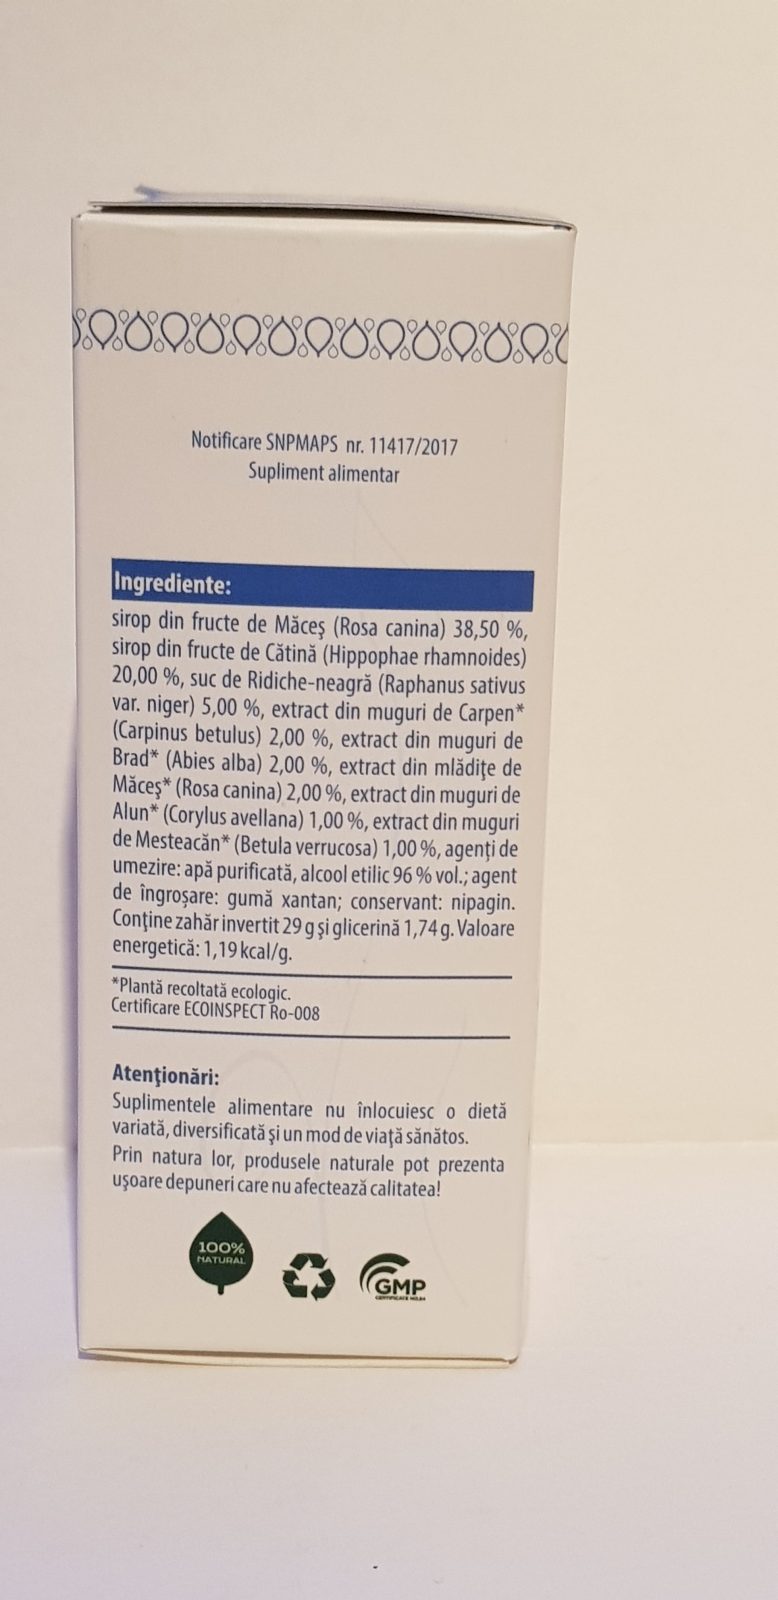 Notificare SNPMAPS nr. 11417/2017
Supliment alimentar
Ingrediente:
sirop din fructe de Măceş (Rosa canina) 38,50 %,
sirop din fructe de Cătină (Hippophae rhamnoides)
20,00 %, suc de Ridiche-neagră (Raphanus sativus
var. niger) 5,00 %, extract din muguri de Carpen*
(Carpinus betulus) 2,00 %, extract din muguri de
Brad* (Abies alba) 2,00 %, extract din mlădiţe de
Măceş* (Rosa canina) 2,00 %, extract din muguri de
Alun* (Corylus avellana) 1,00 %, extract din muguri
de Mesteacăn* (Betula verrucosa) 1,00 %, agenți de
umezire: apă purificată, alcool etilic 96 % vol.; agent
de îngroșare: gumă xantan; conservant: nipagin.
Conţine zahăr invertit 29 g şi glicerină 1,74 g. Valoare
energetică: 1,19 kcal/g.
*Plantă recoltată ecologic.
Certificare ECOINSPECT Ro-008
Atenţionări:
Suplimentele alimentare nu înlocuiesc o dietă
variată, diversificată şi un mod de viaţă sănătos.
Prin natura lor, produsele naturale pot prezenta
uşoare depuneri care nu afectează calitatea!
100%
NATURAL
GMP